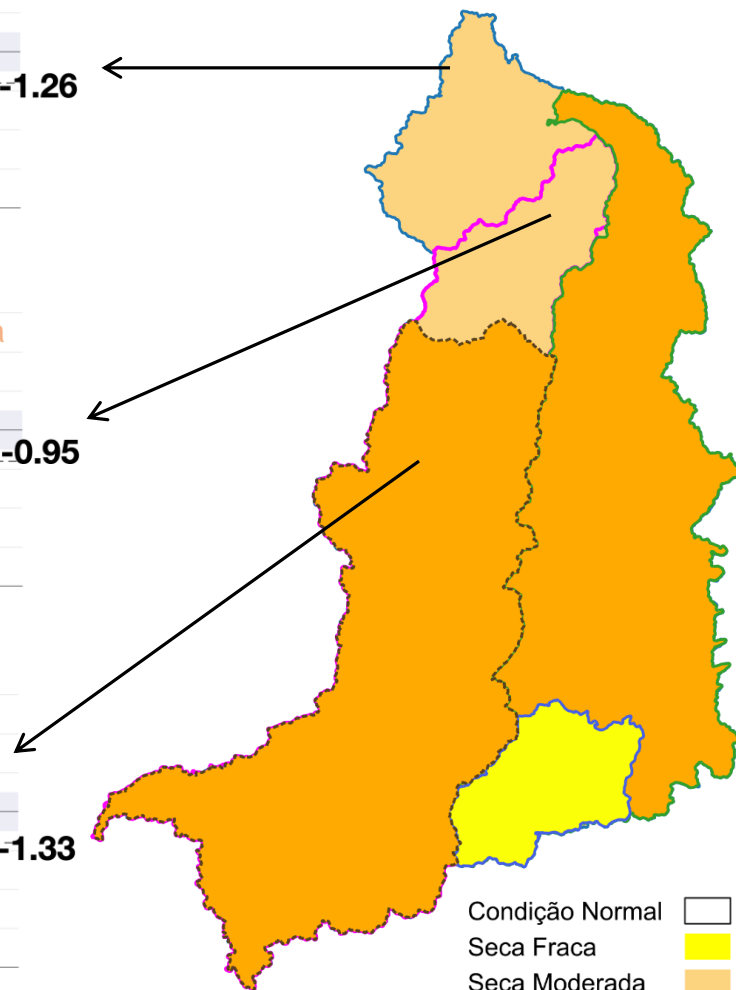 -1.26
a
-0.95
-1.33
Condição Normal
Seca Fraca
Seca Moderada